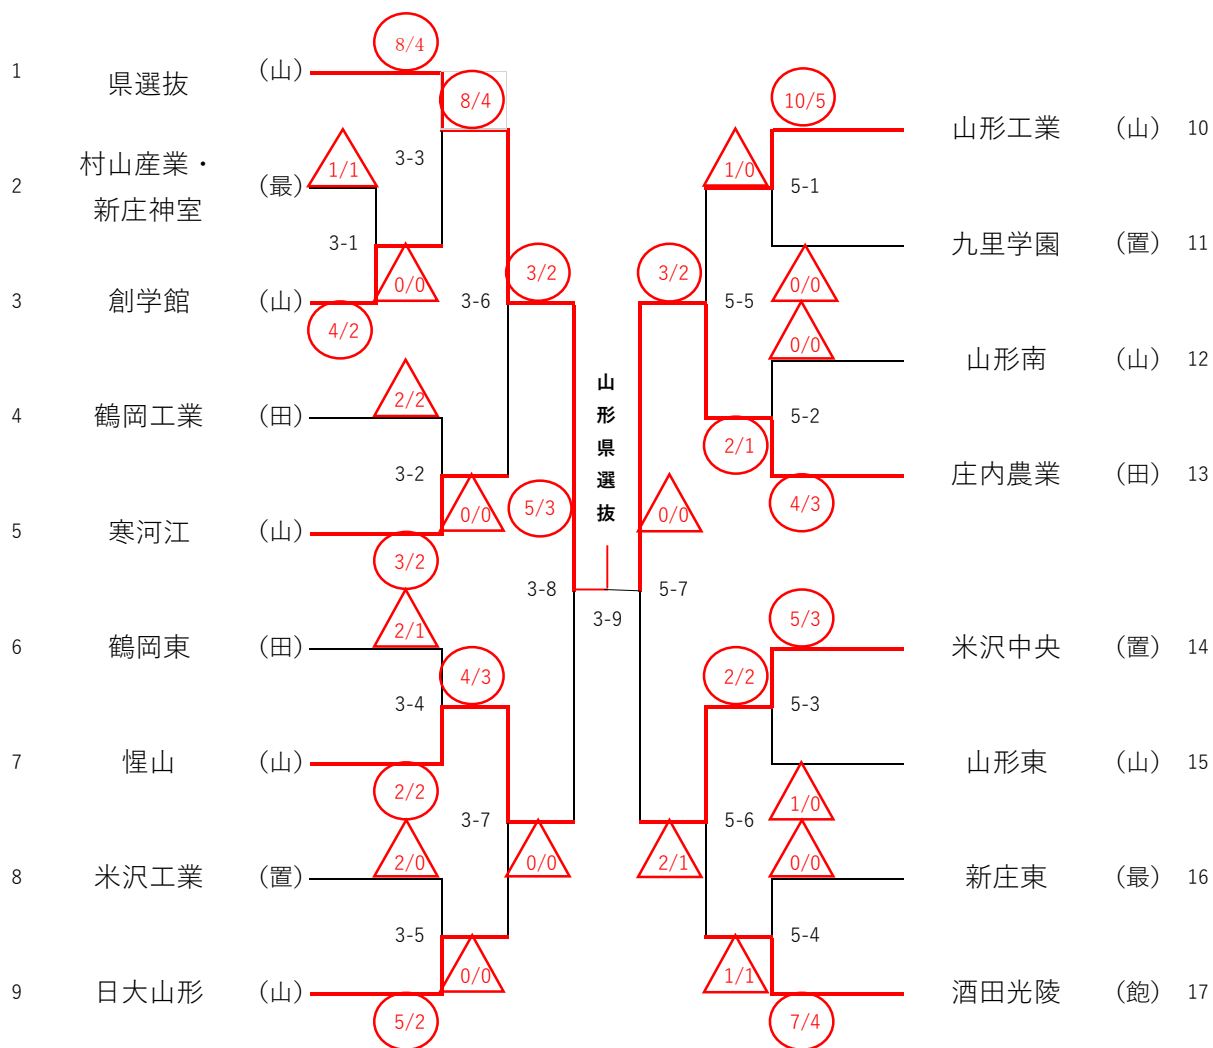 1 県選抜 (山)
8/4
8/4
3-3
2 村山産業・
新庄神室 (最)
1/1
3-1
3 創学館 (山)
4/2
0/0
3-6
3/2
4 鶴岡工業 (田)
2/2
3-2
5 寒河江 (山)
3/2
0/0
5/3
3-8
6 鶴岡東 (田)
2/1
3-4
4/3
7 惺山 (山)
2/2
3-7
0/0
8 米沢工業 (置)
2/0
3-5
9 日大山形 (山)
5/2
0/0
山形県選抜
3-9
10/5
山形工業 (山) 10
1/0
5-1
九里学園 (置) 11
0/0
3/2
5-5
0/0
山形南 (山) 12
5-2
2/1
庄内農業 (田) 13
4/3
0/0
5-7
5/3
米沢中央 (置) 14
2/2
5-3
山形東 (山) 15
1/0
5-6
2/1
0/0
新庄東 (最) 16
5-4
1/1
酒田光陵 (飽) 17
7/4